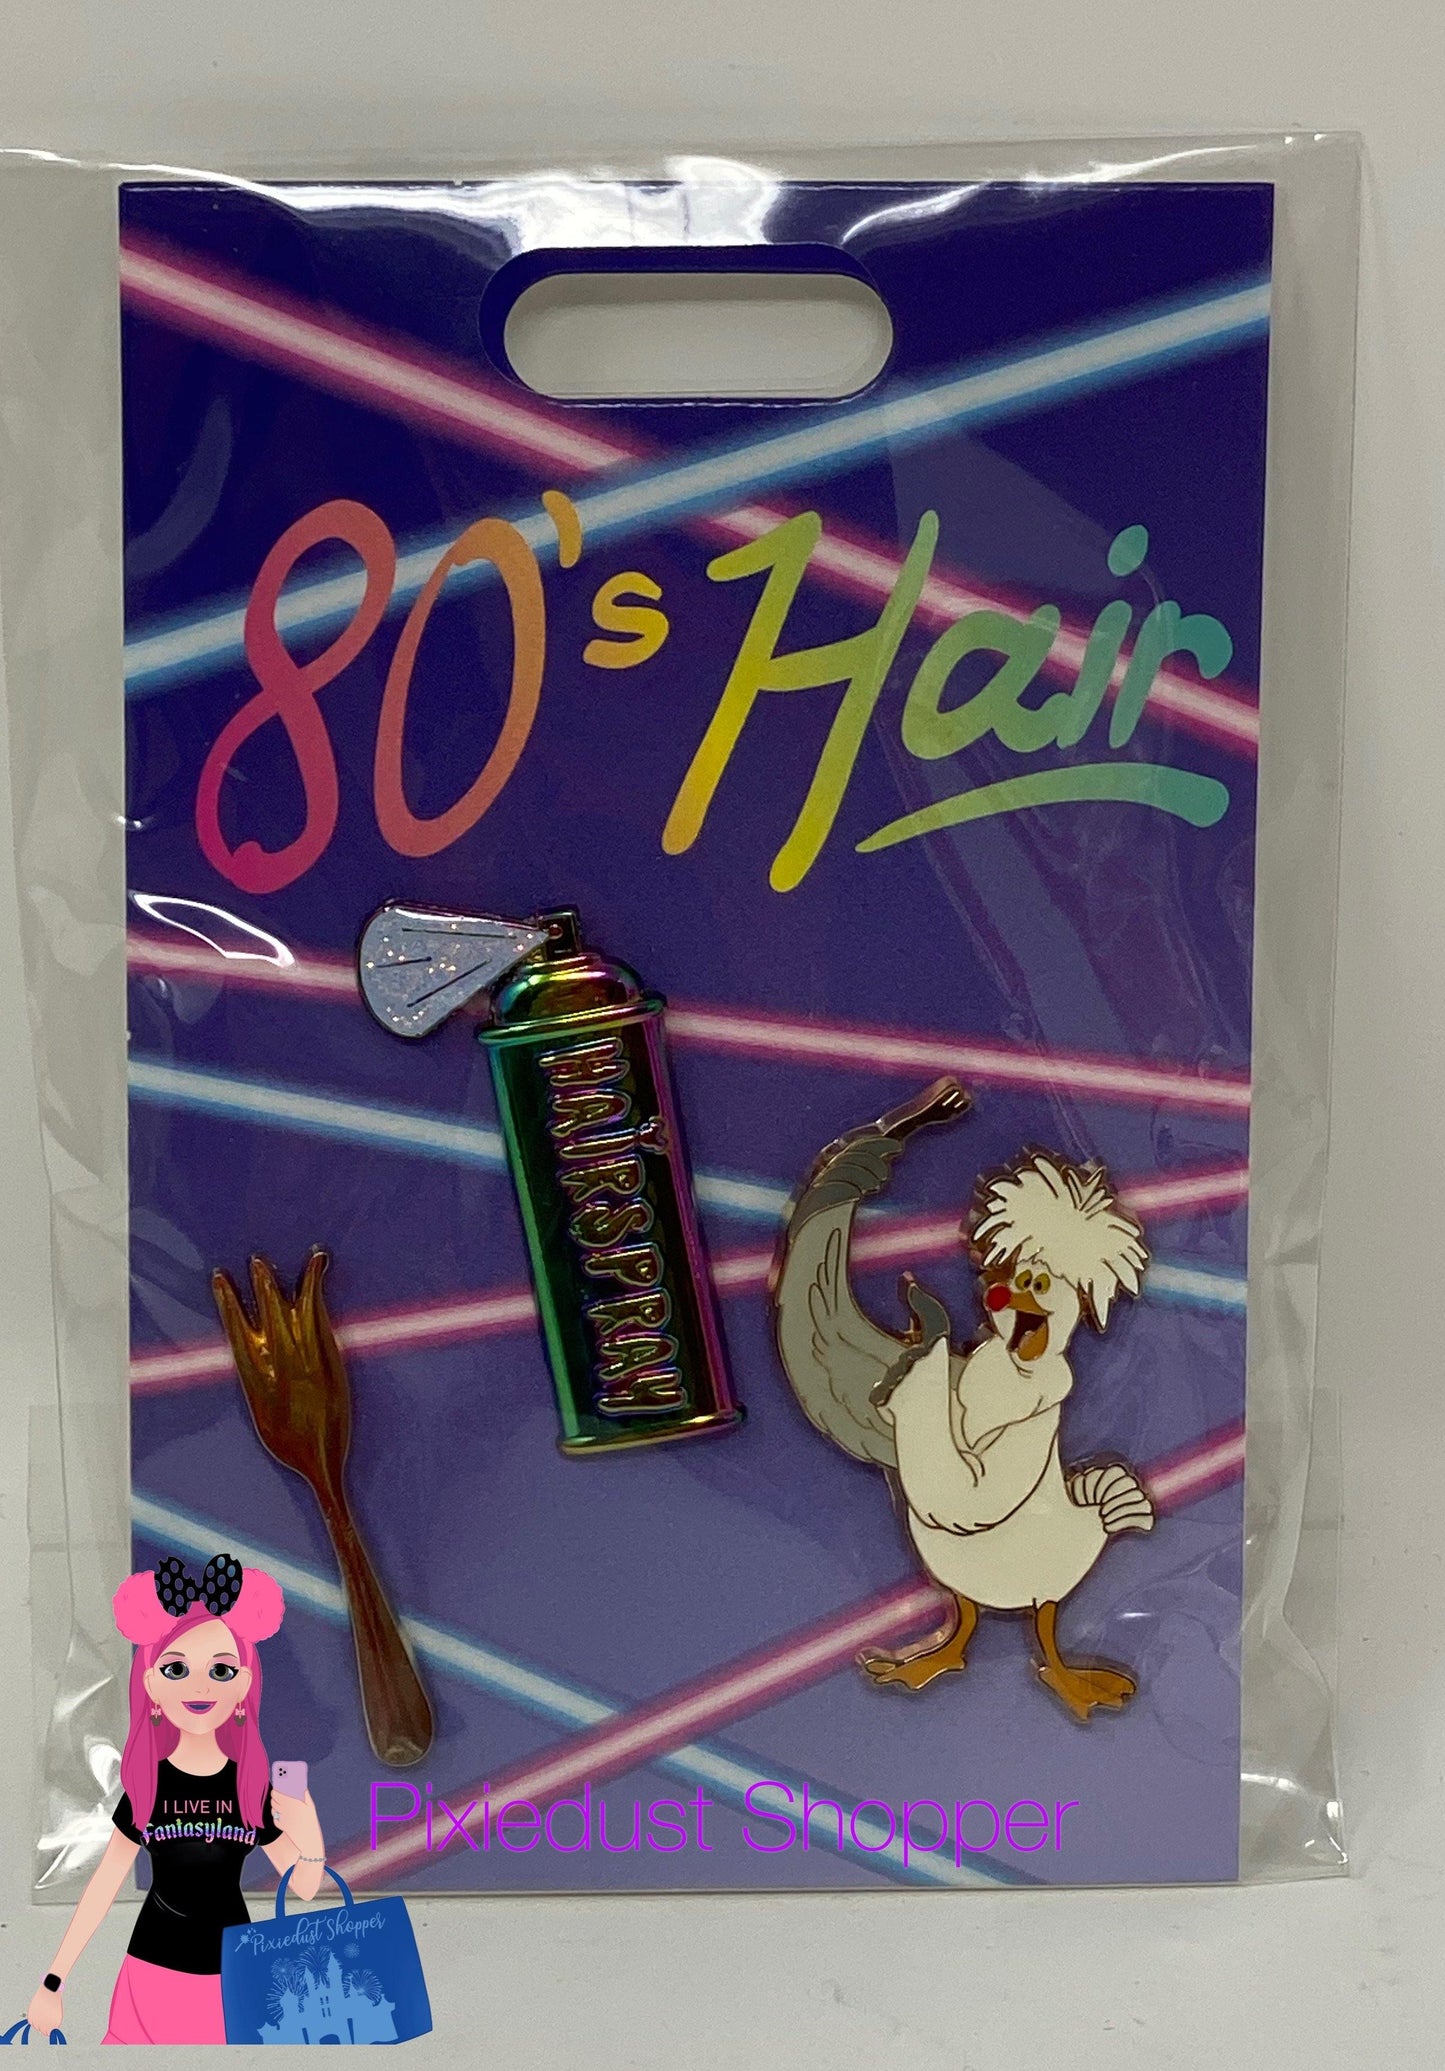 80's Hair
HAIRSPRAY
Pixiedust Shopper
I LIVE IN
Fantasyland
Pixiedust Shopper